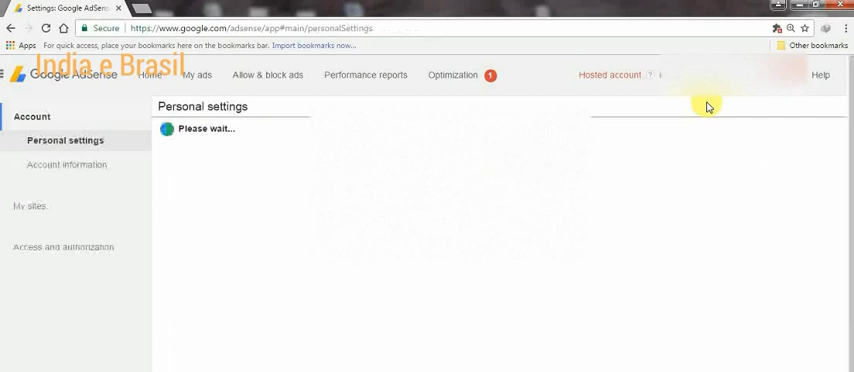 Settings: Google AdSens
Secure https://www.google.com/adsense/app#main/personalSettings
Apps For quick access, place your bookmarks here on the bookmarks bar. Import bookmarks now... Other bookmarks
India e Brasil
Google AdSense Home My ads Allow & block ads Performance reports Optimization 1 Hosted account ? Help
Account
Personal settings
Please wait...
Personal settings
Account information
My sites
Access and authorization